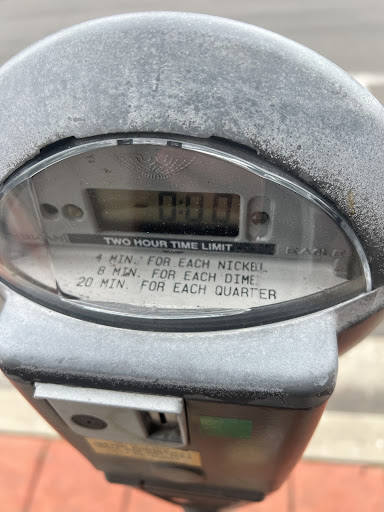 0:00
TWO HOUR TIME LIMIT
4 MIN. FOR EACH NICKEL
8 MIN. FOR EACH DIME
20 MIN. FOR EACH QUARTER